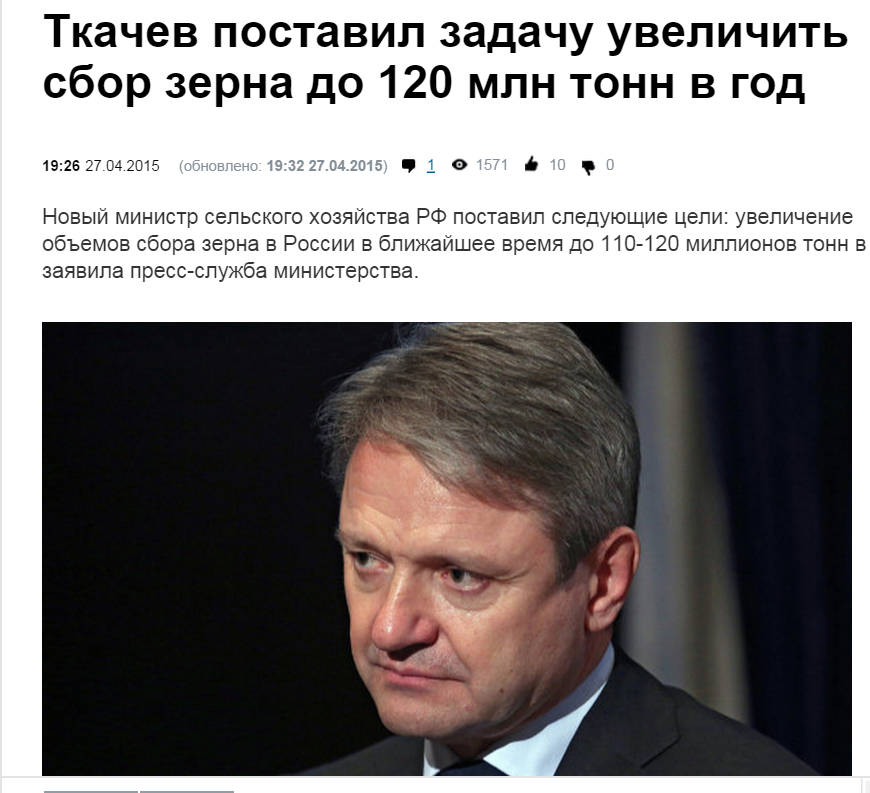 Ткачев поставил задачу увеличить
сбор зерна до 120 млн тонн в год
19:26 27.04.2015 (обновлено: 19:32 27.04.2015) 1 1571 10 0
Новый министр сельского хозяйства РФ поставил следующие цели: увеличение
объемов сбора зерна в России в ближайшее время до 110-120 миллионов тонн в
заявила пресс-служба министерства.